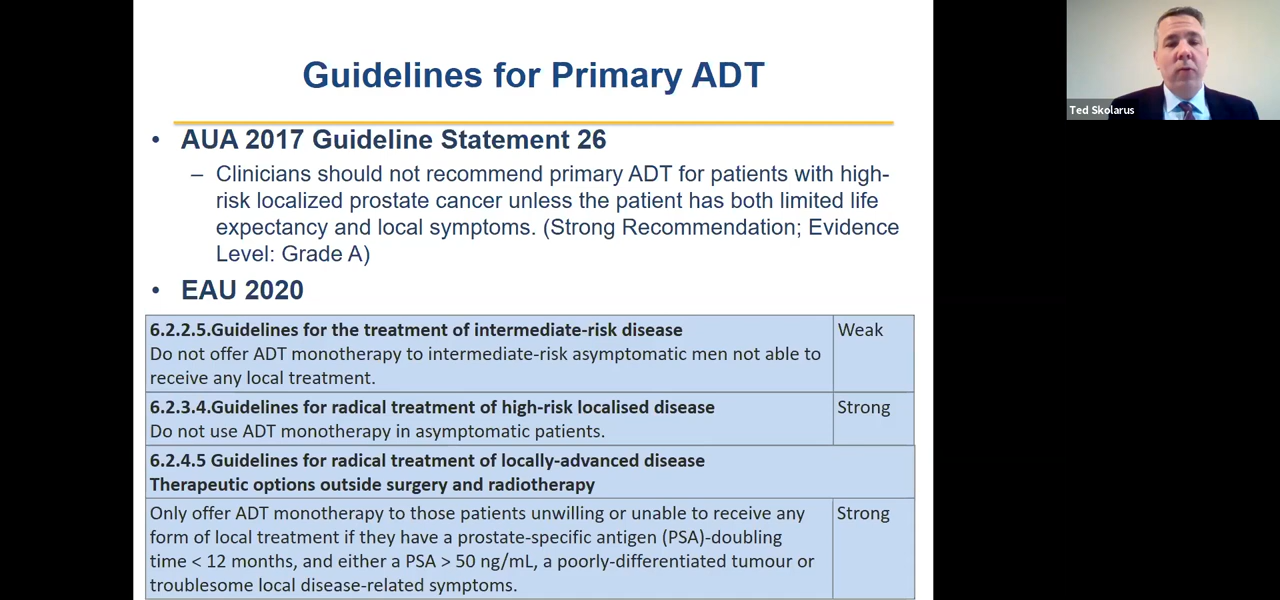 Guidelines for Primary ADT
Ted Skolarus
• AUA 2017 Guideline Statement 26
– Clinicians should not recommend primary ADT for patients with high-
risk localized prostate cancer unless the patient has both limited life
expectancy and local symptoms. (Strong Recommendation; Evidence
Level: Grade A)
• EAU 2020
6.2.2.5.Guidelines for the treatment of intermediate-risk disease
Weak
Do not offer ADT monotherapy to intermediate-risk asymptomatic men not able to
receive any local treatment.
6.2.3.4.Guidelines for radical treatment of high-risk localised disease
Strong
Do not use ADT monotherapy in asymptomatic patients.
6.2.4.5 Guidelines for radical treatment of locally-advanced disease
Therapeutic options outside surgery and radiotherapy
Only offer ADT monotherapy to those patients unwilling or unable to receive any
Strong
form of local treatment if they have a prostate-specific antigen (PSA)-doubling
time < 12 months, and either a PSA > 50 ng/mL, a poorly-differentiated tumour or
troublesome local disease-related symptoms.